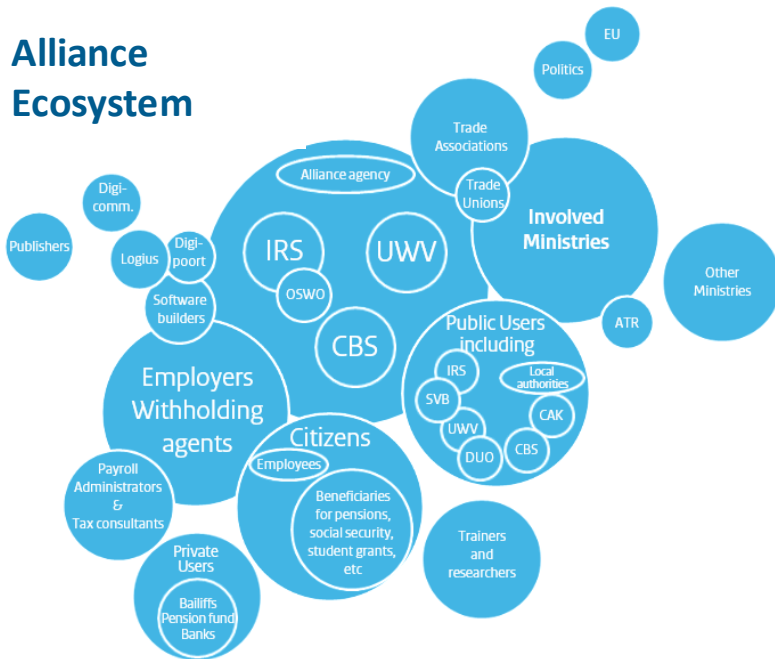 Alliance
Ecosystem
EU
Politics
Trade
Associations
Trade
Unions
Involved
Ministries
Other
Ministries
ATR
Alliance agency
IRS
UWV
OSWO
CBS
Digi-
comm.
Publishers
Logius
Digi-
poort
Software
builders
Employers
Withholding
agents
Public Users
including
IRS
Local
authorities
SVB
CAK
UWV
CBS
DUO
Citizens
Employees
Beneficiaries
for pensions,
social security,
student grants,
etc
Payroll
Administrators
&
Tax consultants
Private
Users
Bailiffs
Pension fund
Banks
Trainers
and
researchers